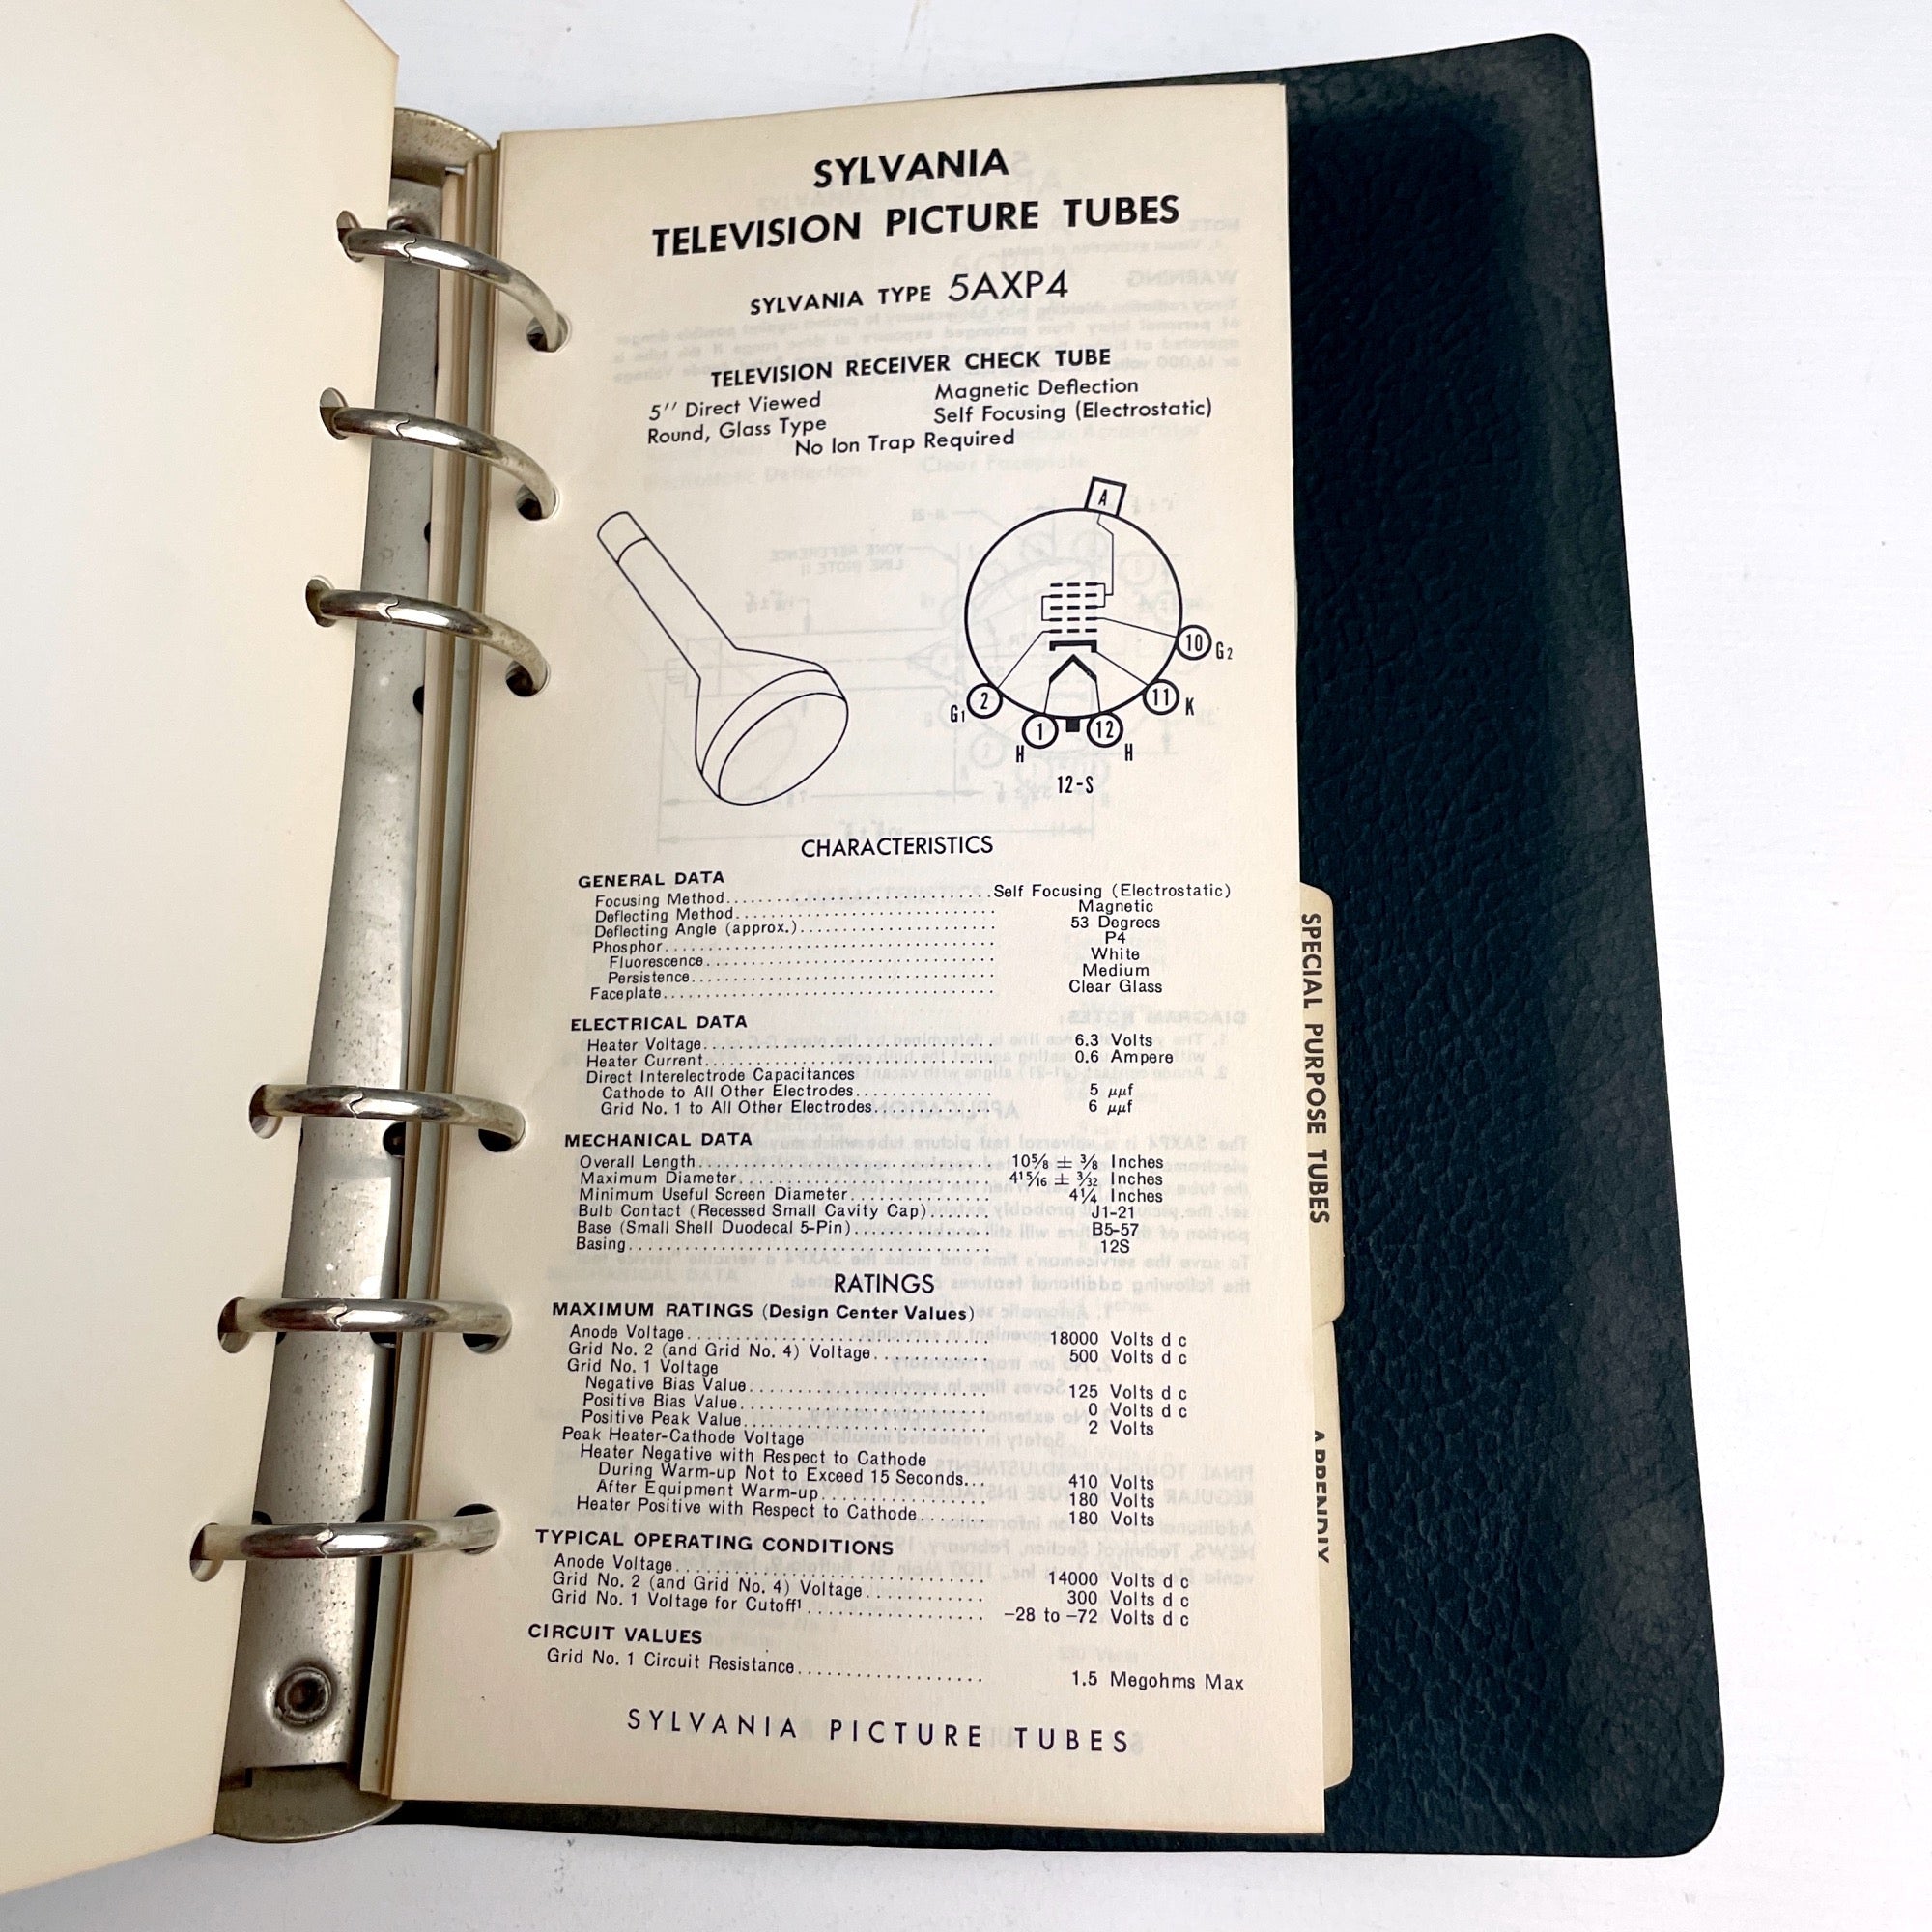 SYLVANIA
TELEVISION PICTURE TUBES
SYLVANIA TYPE 5AXP4
TELEVISION RECEIVER CHECK TUBE
5″ Direct Viewed Magnetic Deflection
Round, Glass Type Self Focusing (Electrostatic)
No Ion Trap Required
A
10 G2
2 G1
11 K
1 H
12 H
12-S
CHARACTERISTICS
GENERAL DATA
Focusing Method Self Focusing (Electrostatic)
Deflecting Method Magnetic
Deflecting Angle (approx.) 53 Degrees
Phosphor P4
Fluorescence White
Persistence Medium
Faceplate Clear Glass
ELECTRICAL DATA
Heater Voltage 6.3 Volts
Heater Current 0.6 Ampere
Direct Interelectrode Capacitances
Cathode to All Other Electrodes 5 μμf
Grid No. 1 to All Other Electrodes 6 μμf
MECHANICAL DATA
Overall Length 10⅝ ± ⅜ Inches
Maximum Diameter 4 15/16 ± 3/32 Inches
Minimum Useful Screen Diameter 4¼ Inches
Bulb Contact (Recessed Small Cavity Cap) J1-21
Base (Small Shell Duodecal 5-Pin) B5-57
Basing 12S
RATINGS
MAXIMUM RATINGS (Design Center Values)
Anode Voltage 18000 Volts d c
Grid No. 2 (and Grid No. 4) Voltage 500 Volts d c
Grid No. 1 Voltage
Negative Bias Value 125 Volts d c
Positive Bias Value 0 Volts d c
Positive Peak Value 2 Volts
Peak Heater-Cathode Voltage
Heater Negative with Respect to Cathode
During Warm-up Not to Exceed 15 Seconds 410 Volts
After Equipment Warm-up 180 Volts
Heater Positive with Respect to Cathode 180 Volts
TYPICAL OPERATING CONDITIONS
Anode Voltage 14000 Volts d c
Grid No. 2 (and Grid No. 4) Voltage 300 Volts d c
Grid No. 1 Voltage for Cutoff¹ −28 to −72 Volts d c
CIRCUIT VALUES
Grid No. 1 Circuit Resistance 1.5 Megohms Max
SYLVANIA PICTURE TUBES
SPECIAL PURPOSE TUBES
APPENDIX